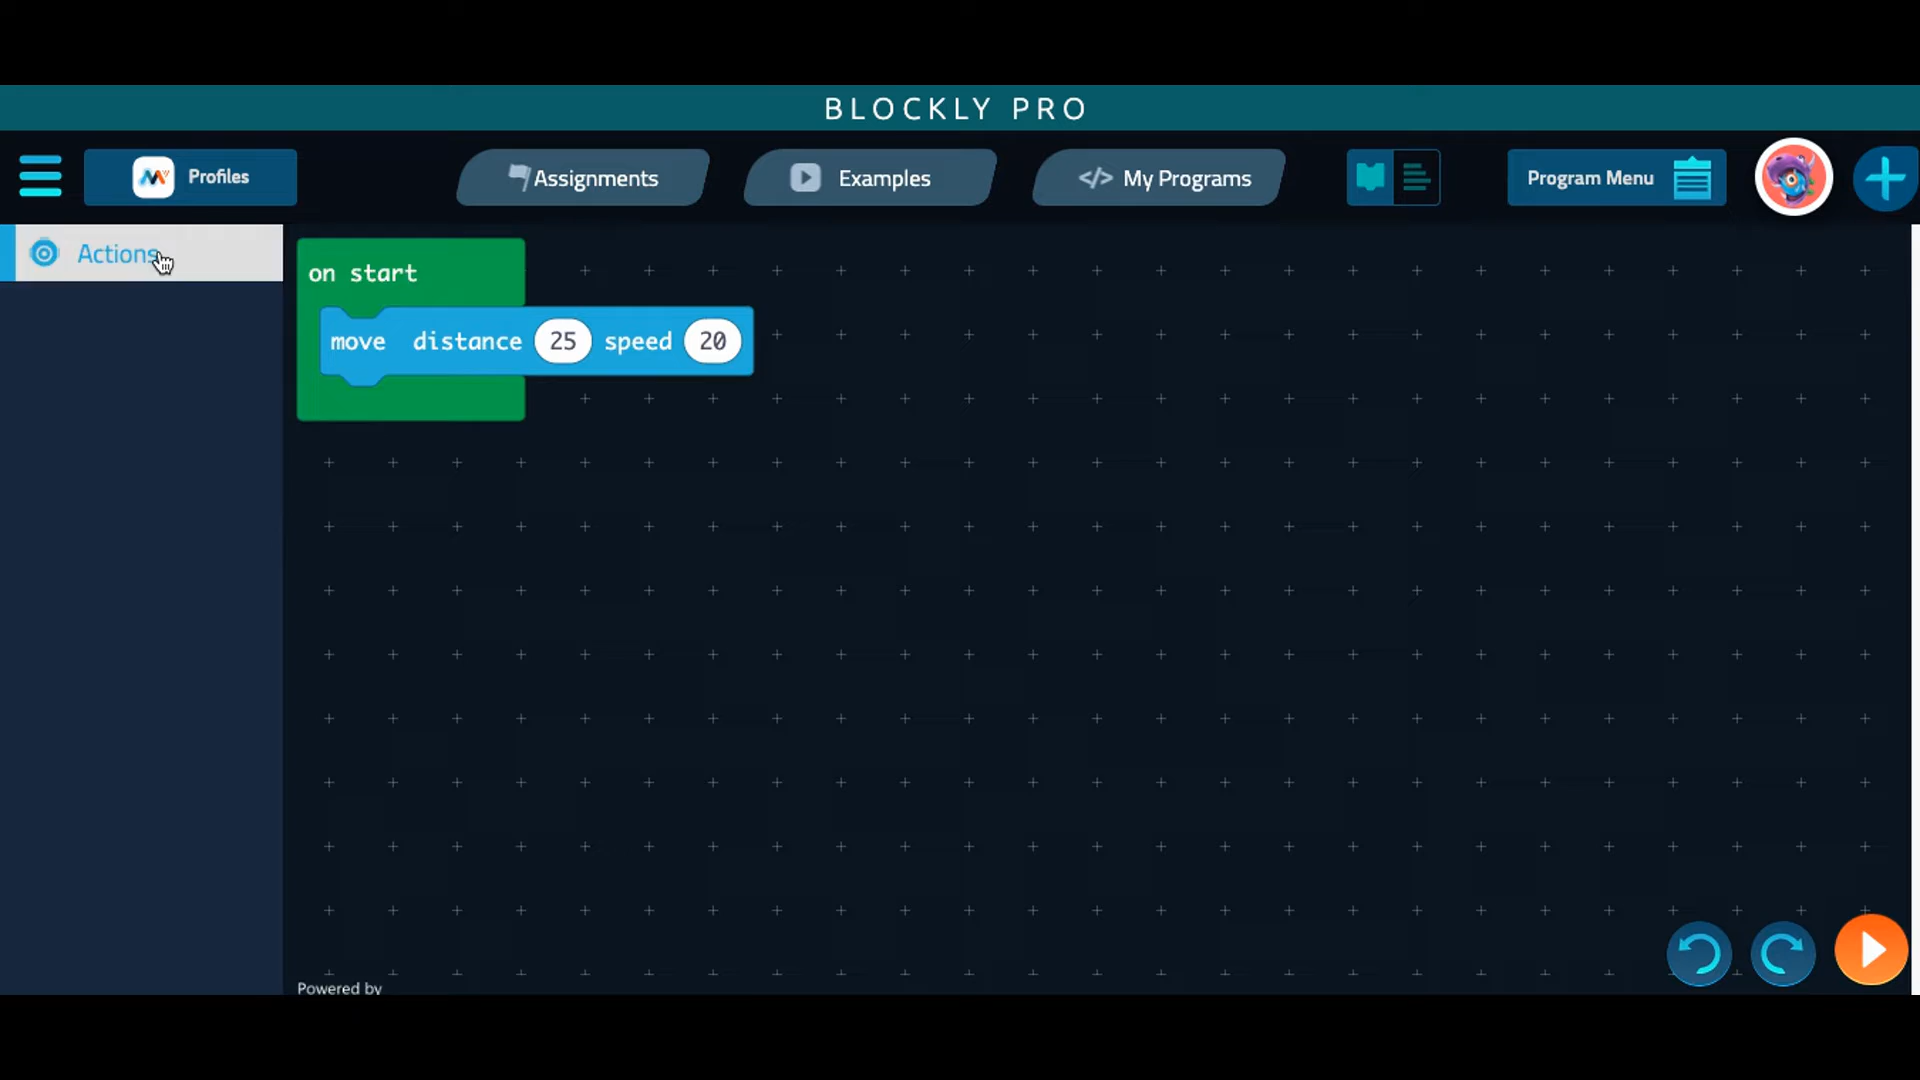 BLOCKLY PRO
Profiles
Assignments
Examples
</> My Programs
Program Menu
Actions
on start
move distance 25 speed 20
Powered by